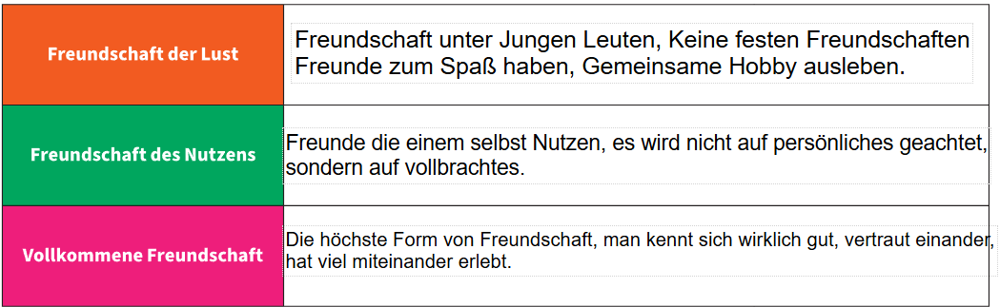 Freundschaft der Lust
Freundschaft unter Jungen Leuten, Keine festen Freundschaften
Freunde zum Spaß haben, Gemeinsame Hobby ausleben.
Freundschaft des Nutzens
Freunde die einem selbst Nutzen, es wird nicht auf persönliches geachtet,
sondern auf vollbrachtes.
Vollkommene Freundschaft
Die höchste Form von Freundschaft, man kennt sich wirklich gut, vertraut einander,
hat viel miteinander erlebt.